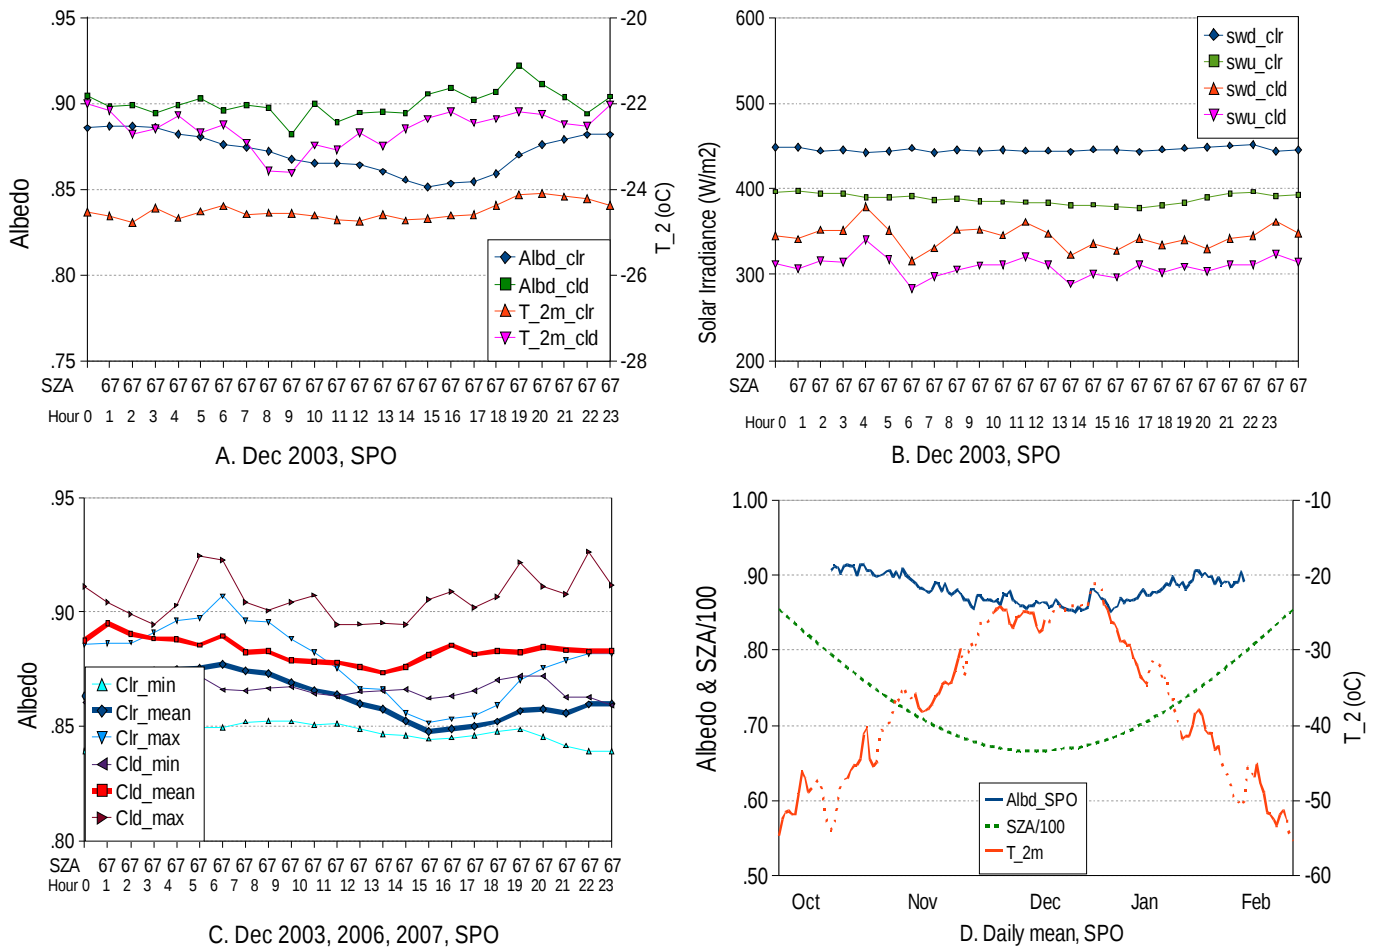 .95
.90
.85
.80
.75
Albedo
-20
-22
-24
-26
-28
T_2 (oC)
Albd_clr
Albd_cld
T_2m_clr
T_2m_cld
SZA 67 67 67 67 67 67 67 67 67 67 67 67 67 67 67 67 67 67 67 67 67 67 67
Hour 0 1 2 3 4 5 6 7 8 9 10 11 12 13 14 15 16 17 18 19 20 21 22 23
A. Dec 2003, SPO
600
500
400
300
200
Solar Irradiance (W/m2)
swd_clr
swu_clr
swd_cld
swu_cld
SZA 67 67 67 67 67 67 67 67 67 67 67 67 67 67 67 67 67 67 67 67 67 67 67
Hour 0 1 2 3 4 5 6 7 8 9 10 11 12 13 14 15 16 17 18 19 20 21 22 23
B. Dec 2003, SPO
.95
.90
.85
.80
Albedo
Clr_min
Clr_mean
Clr_max
Cld_min
Cld_mean
Cld_max
SZA 67 67 67 67 67 67 67 67 67 67 67 67 67 67 67 67 67 67 67 67 67 67 67
Hour 0 1 2 3 4 5 6 7 8 9 10 11 12 13 14 15 16 17 18 19 20 21 22 23
C. Dec 2003, 2006, 2007, SPO
1.00
.90
.80
.70
.60
.50
Albedo & SZA/100
-10
-20
-30
-40
-50
-60
T_2 (oC)
Albd_SPO
SZA/100
T_2m
Oct Nov Dec Jan Feb
D. Daily mean, SPO